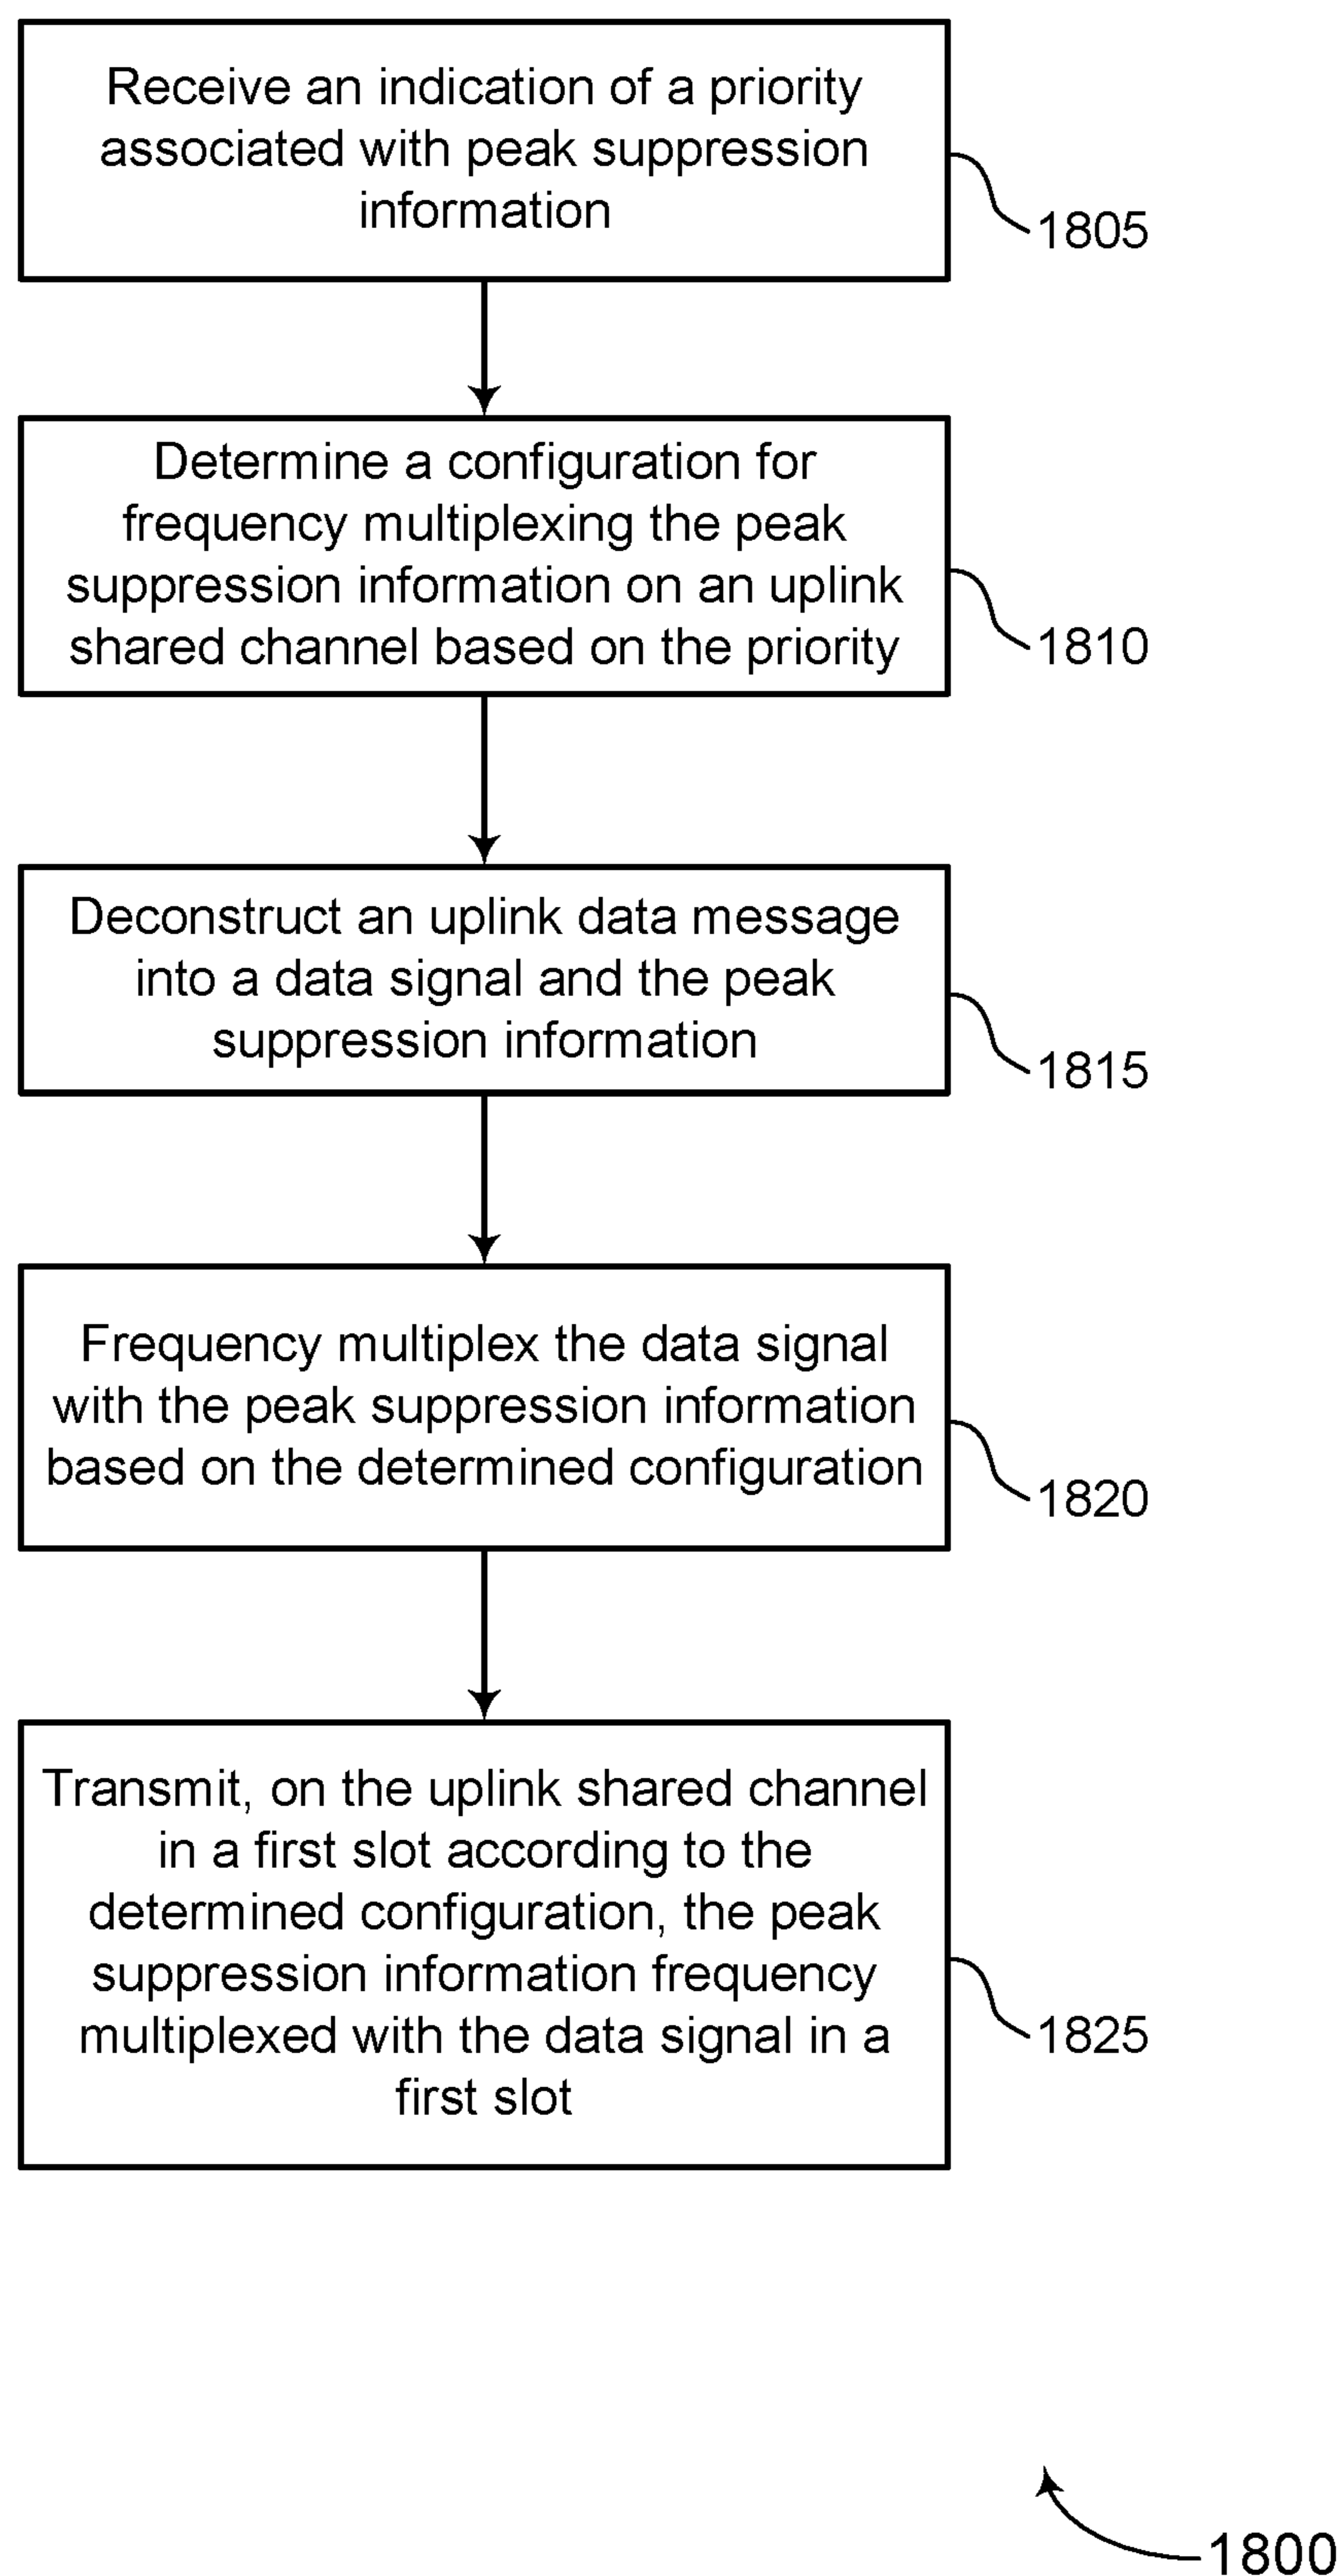 Receive an indication of a priority
associated with peak suppression
information
1805
Determine a configuration for
frequency multiplexing the peak
suppression information on an uplink
shared channel based on the priority
1810
Deconstruct an uplink data message
into a data signal and the peak
suppression information
1815
Frequency multiplex the data signal
with the peak suppression information
based on the determined configuration
1820
Transmit, on the uplink shared channel
in a first slot according to the
determined configuration, the peak
suppression information frequency
multiplexed with the data signal in a
first slot
1825
1800